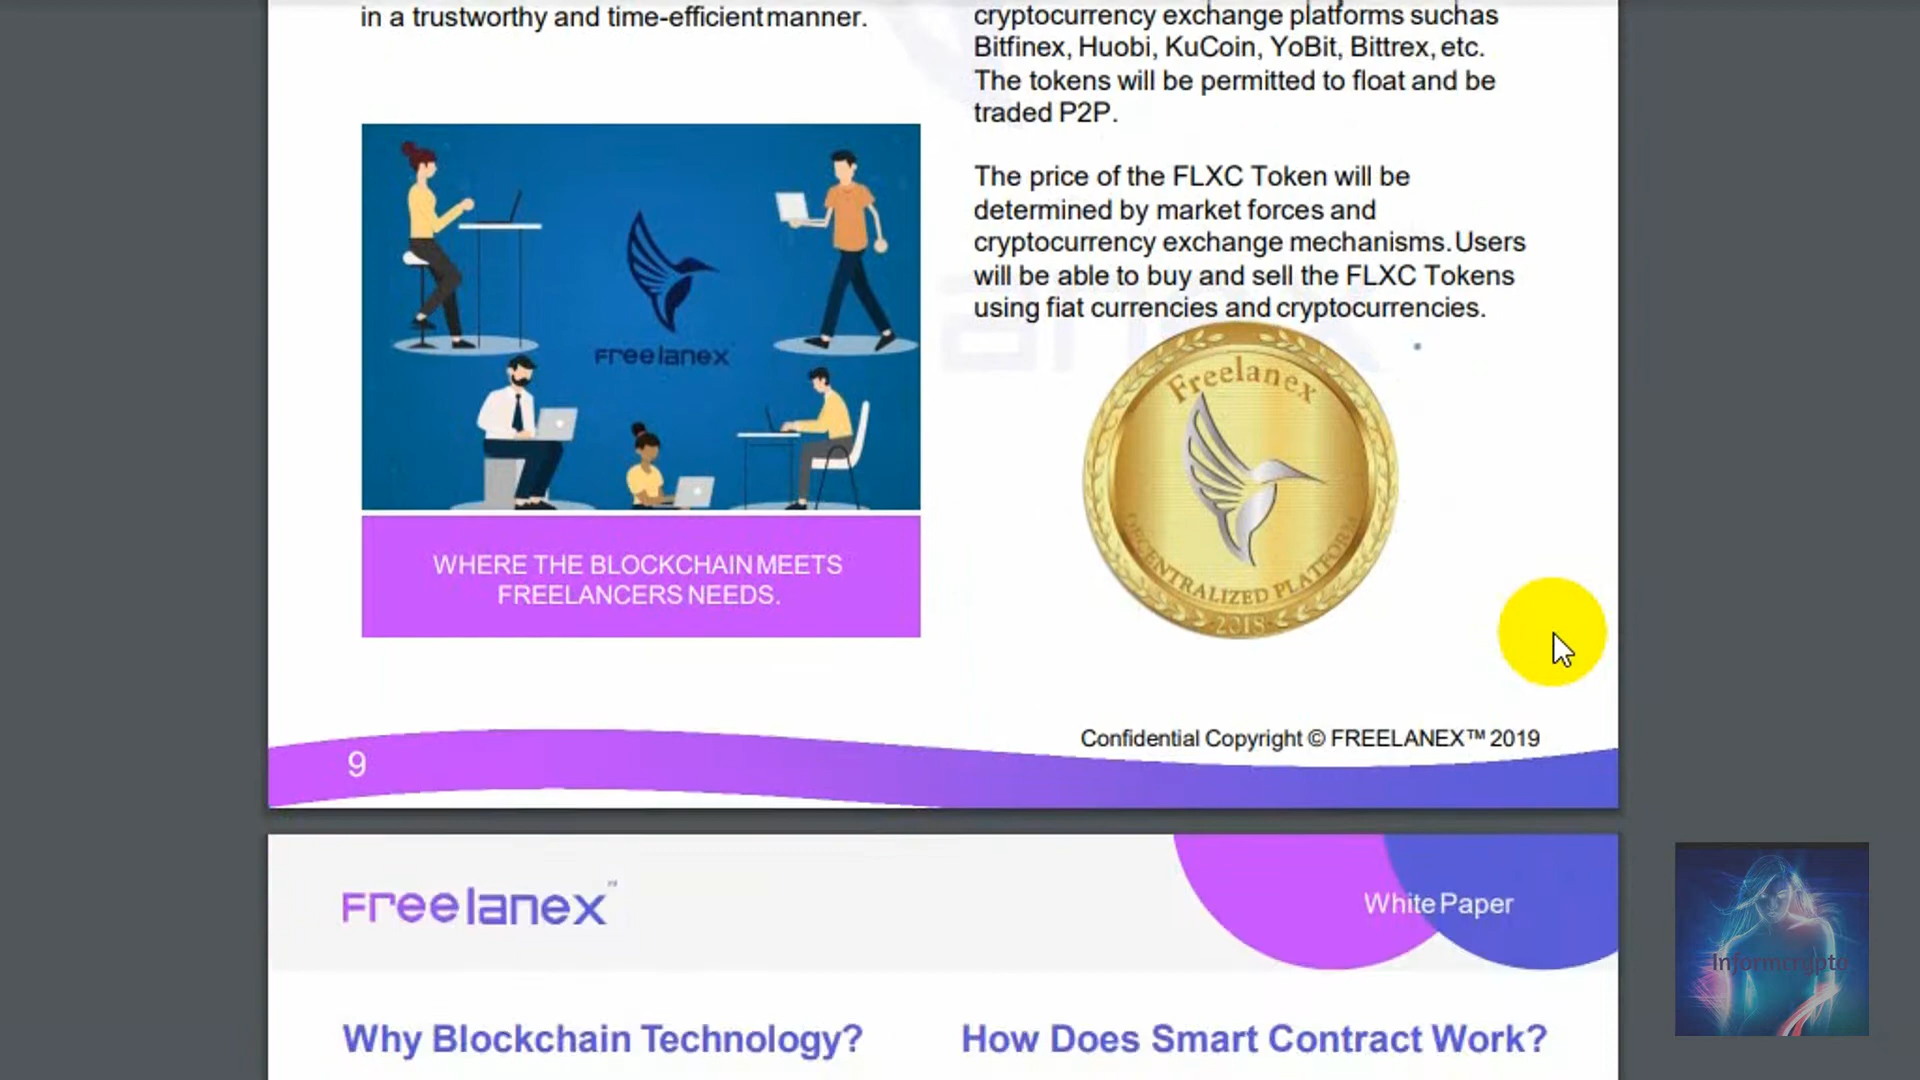 in a trustworthy and time-efficient manner.
cryptocurrency exchange platforms suchas
Bitfinex, Huobi, KuCoin, YoBit, Bittrex, etc.
The tokens will be permitted to float and be
traded P2P.
The price of the FLXC Token will be
determined by market forces and
cryptocurrency exchange mechanisms. Users
will be able to buy and sell the FLXC Tokens
using fiat currencies and cryptocurrencies.
Freelanex
WHERE THE BLOCKCHAIN MEETS
FREELANCERS NEEDS.
Freelanex
DECENTRALIZED PLATFORM
2018
Confidential Copyright © FREELANEX™ 2019
9
Freelanex™
White Paper
Why Blockchain Technology?
How Does Smart Contract Work?
Informcrypto